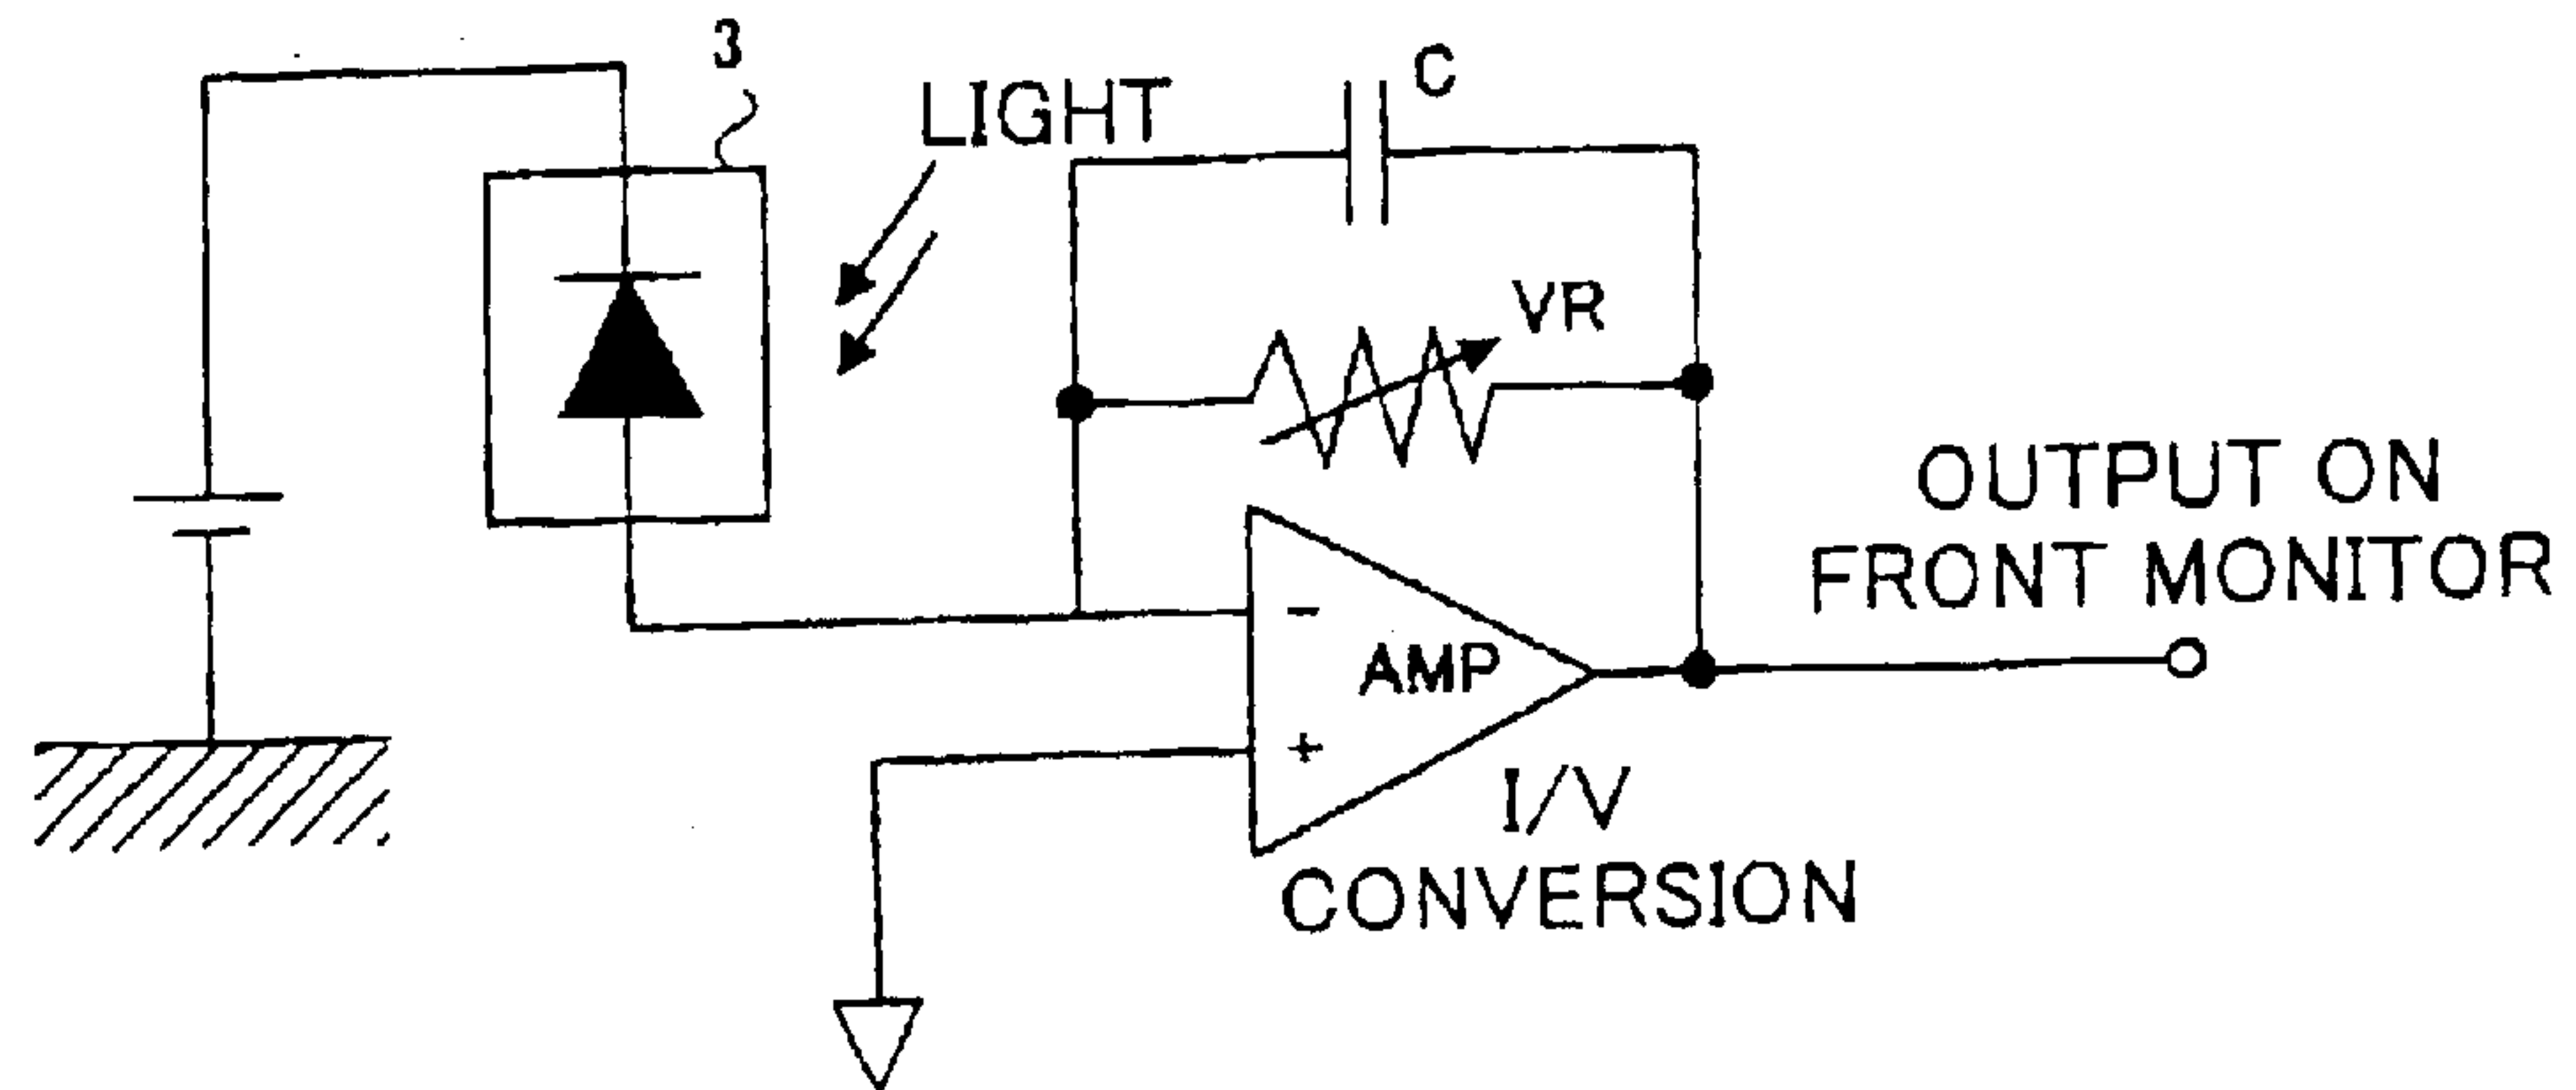 3
LIGHT
C
VR
OUTPUT ON
FRONT MONITOR
−
AMP
+
I/V
CONVERSION